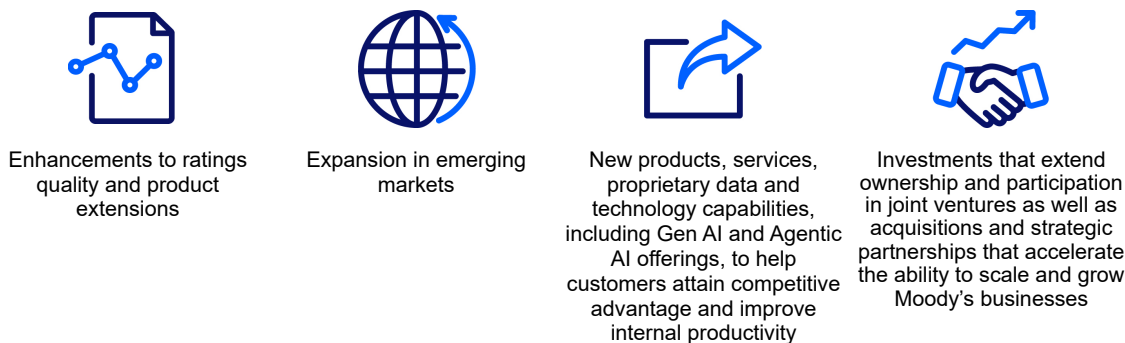 Enhancements to ratings
quality and product
extensions
Expansion in emerging
markets
New products, services,
proprietary data and
technology capabilities,
including Gen AI and Agentic
AI offerings, to help
customers attain competitive
advantage and improve
internal productivity
Investments that extend
ownership and participation
in joint ventures as well as
acquisitions and strategic
partnerships that accelerate
the ability to scale and grow
Moody’s businesses